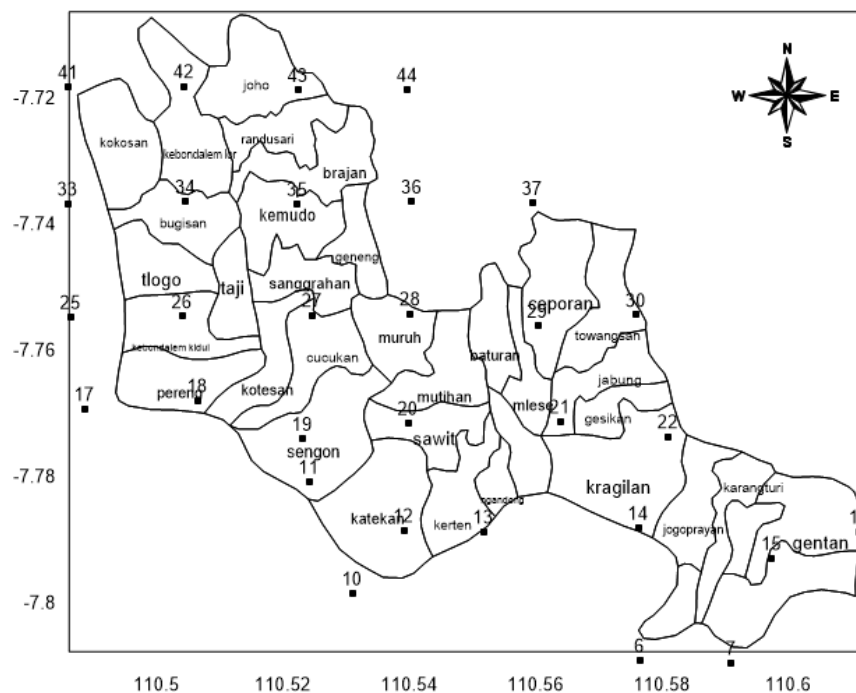 N
W E
S
41 42 43 44
-7.72
joho
kokosan
kebondalem lor
randusari
brajan
33 34 35 36 37
-7.74
bugisan
kemudo
geneng
tlogo
taji
sanggrahan
ceporan
25 26 27 28 29 30
-7.76
kebondalem kidul
cucukan
muruh
baturan
towangsan
jabung
pereng
kotesan
mutihan
mlese
gesikan
17 18 19 20 21 22
sengon
sawit
-7.78
11
kragilan
karangturi
katekan
12
kerten
13
14
jogoprayan
15
gentan
1
10
-7.8
6 7
110.5 110.52 110.54 110.56 110.58 110.6